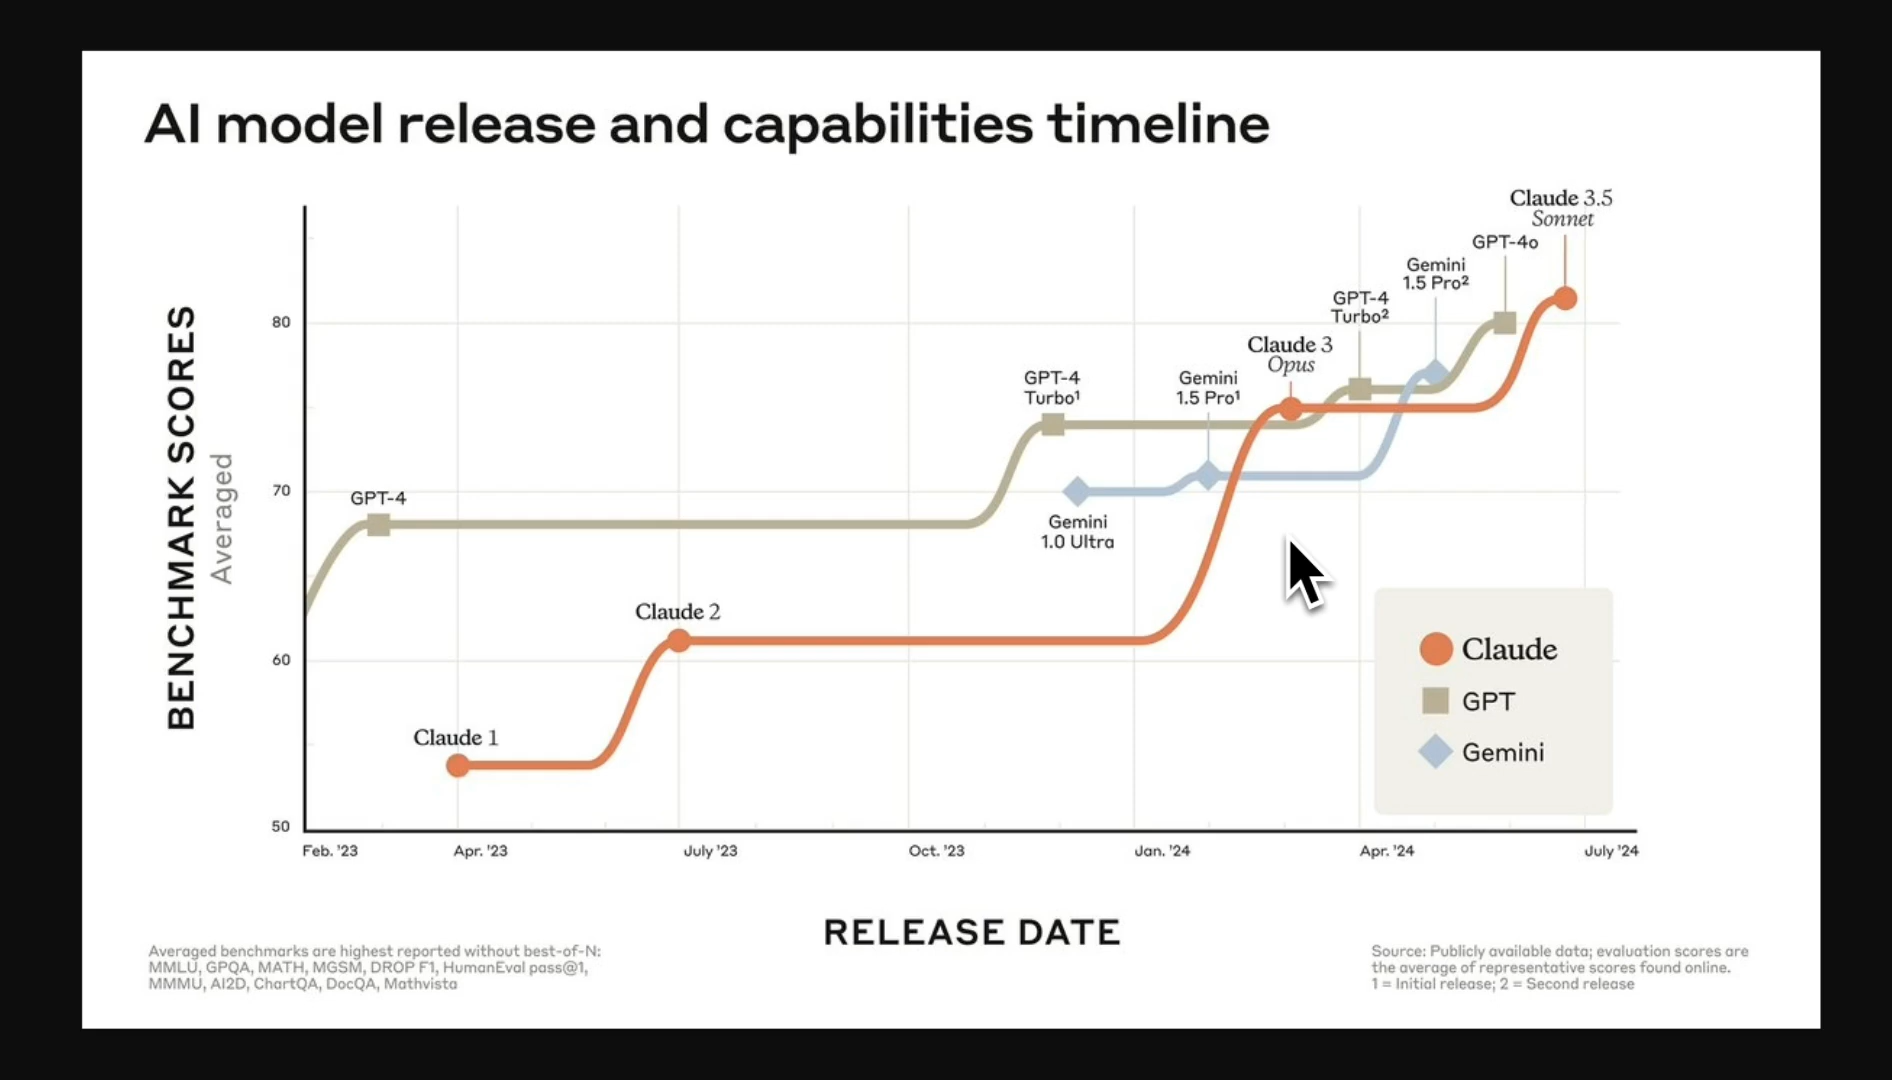 AI model release and capabilities timeline
BENCHMARK SCORES
Averaged
80
70
60
50
GPT-4
Claude 1
Claude 2
GPT-4
Turbo¹
Gemini
1.0 Ultra
Gemini
1.5 Pro¹
Claude 3
Opus
GPT-4
Turbo²
Gemini
1.5 Pro²
GPT-4o
Claude 3.5
Sonnet
Claude
GPT
Gemini
Feb. '23
Apr. '23
July '23
Oct. '23
Jan. '24
Apr. '24
July '24
RELEASE DATE
Averaged benchmarks are highest reported without best-of-N:
MMLU, GPQA, MATH, MGSM, DROP F1, HumanEval pass@1,
MMMU, AI2D, ChartQA, DocQA, Mathvista
Source: Publicly available data; evaluation scores are
the average of representative scores found online.
1 = Initial release; 2 = Second release